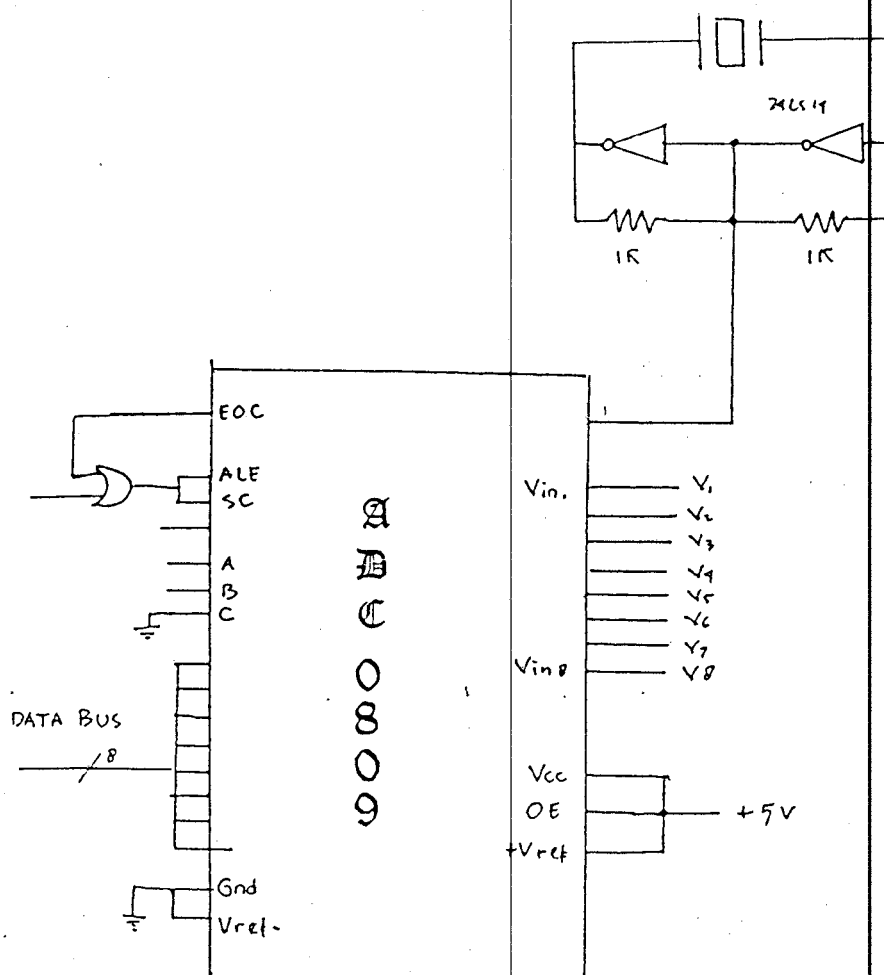 74LS14
1K 1K
1
EOC
ALE
SC
A
B
C
DATA BUS
8
Gnd
Vref-
A
D
C
0
8
0
9
Vin.
Vin8
V1
V2
V3
V4
V5
V6
V7
V8
Vcc
OE
+Vref
+5V